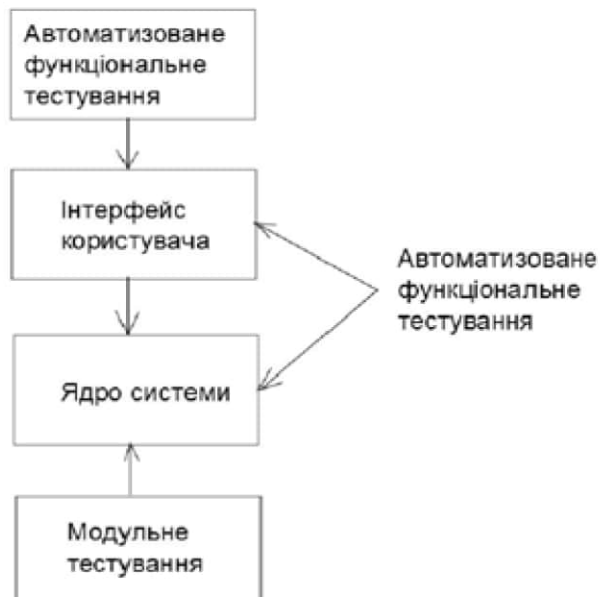 Автоматизоване
функціональне
тестування
Інтерфейс
користувача
Автоматизоване
функціональне
тестування
Ядро системи
Модульне
тестування